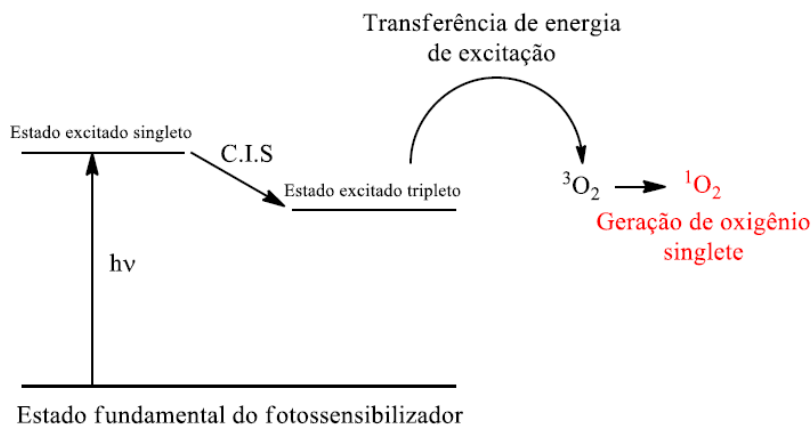 Transferência de energia
de excitação
Estado excitado singleto
C.I.S
Estado excitado tripleto
³O₂
¹O₂
Geração de oxigênio
singlete
hν
Estado fundamental do fotossensibilizador